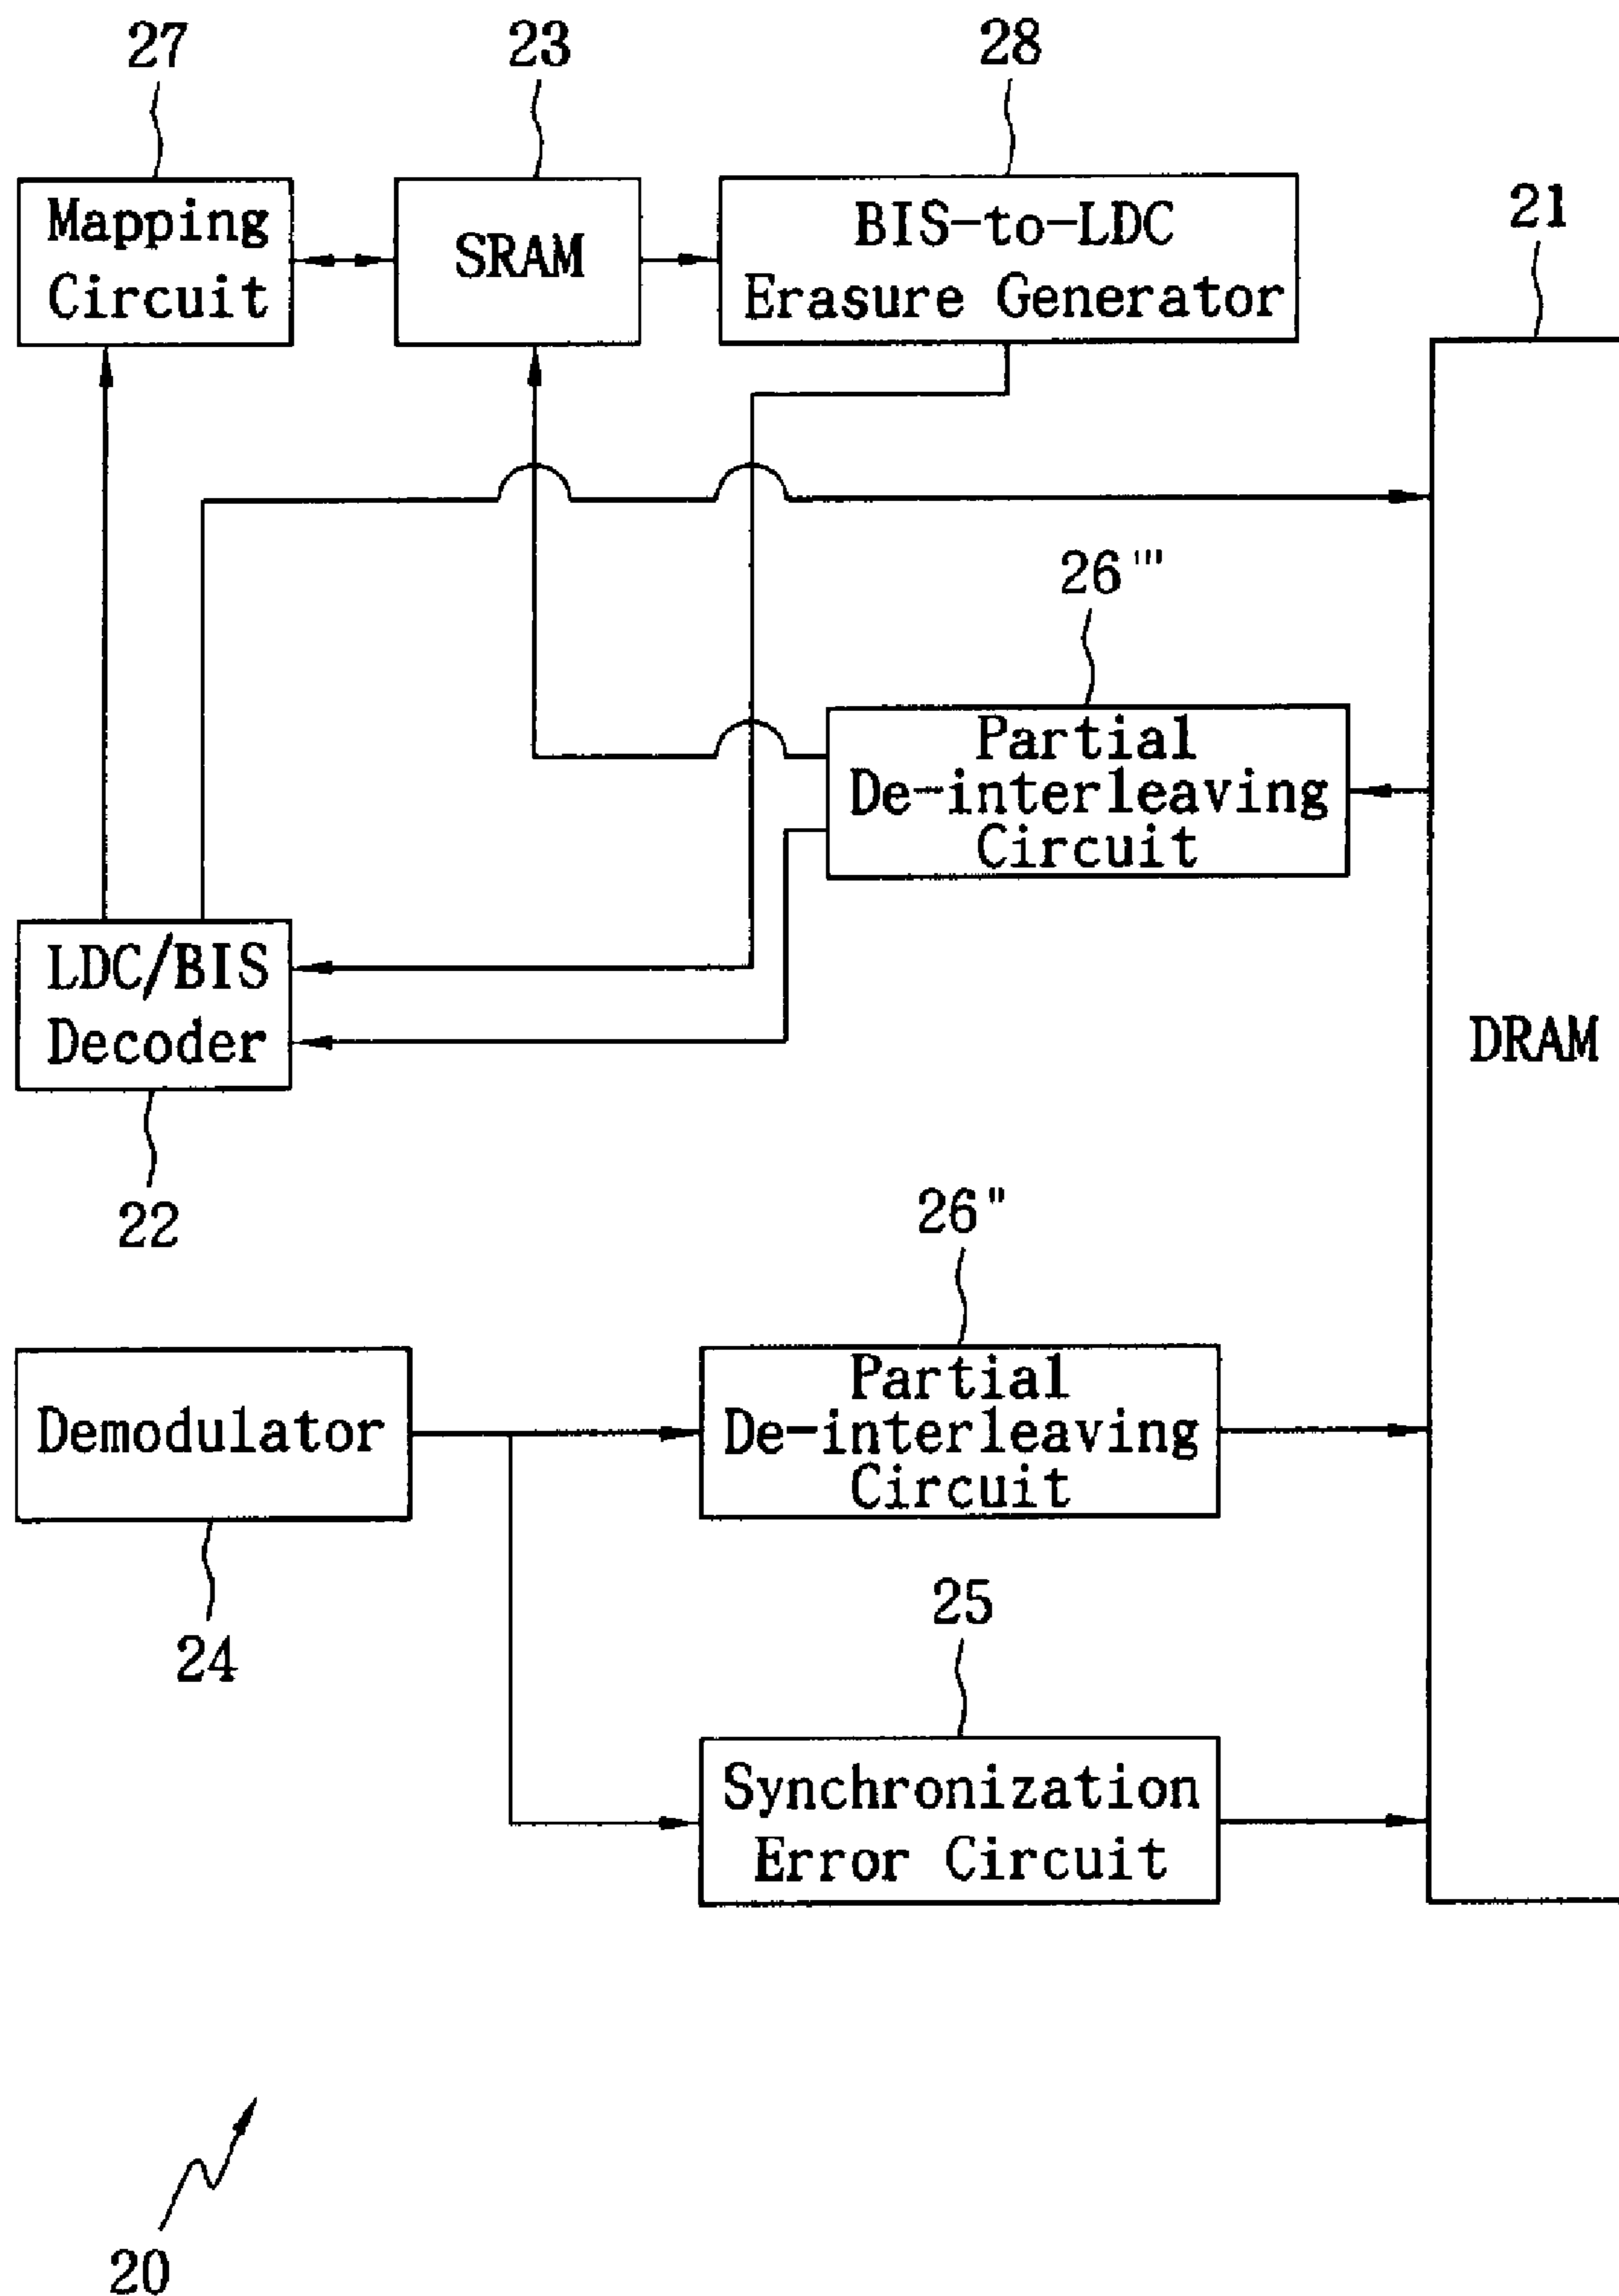 27
23
28
21
Mapping
Circuit
SRAM
BIS-to-LDC
Erasure Generator
26'''
Partial
De-interleaving
Circuit
LDC/BIS
Decoder
DRAM
22
26"
Demodulator
Partial
De-interleaving
Circuit
24
25
Synchronization
Error Circuit
20